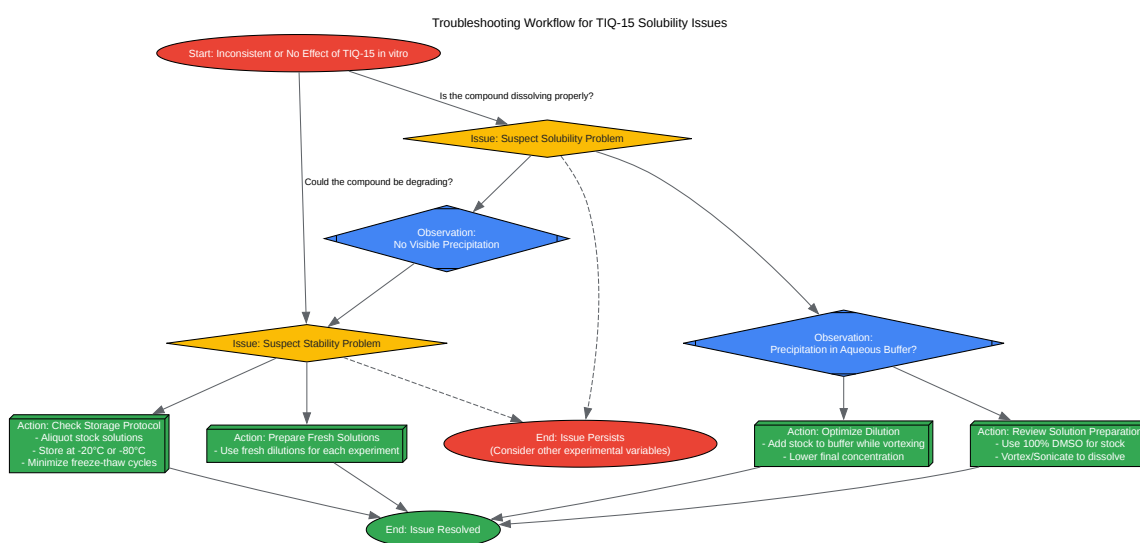 Troubleshooting Workflow for TIQ-15 Solubility Issues
Start: Inconsistent or No Effect of TIQ-15 in vitro
Is the compound dissolving properly?
Issue: Suspect Solubility Problem
Could the compound be degrading?
Observation:
No Visible Precipitation
Issue: Suspect Stability Problem
Observation:
Precipitation in Aqueous Buffer?
Action: Check Storage Protocol
- Aliquot stock solutions
- Store at -20°C or -80°C
- Minimize freeze-thaw cycles
Action: Prepare Fresh Solutions
- Use fresh dilutions for each experiment
End: Issue Persists
(Consider other experimental variables)
Action: Optimize Dilution
- Add stock to buffer while vortexing
- Lower final concentration
Action: Review Solution Preparation
- Use 100% DMSO for stock
- Vortex/Sonicate to dissolve
End: Issue Resolved